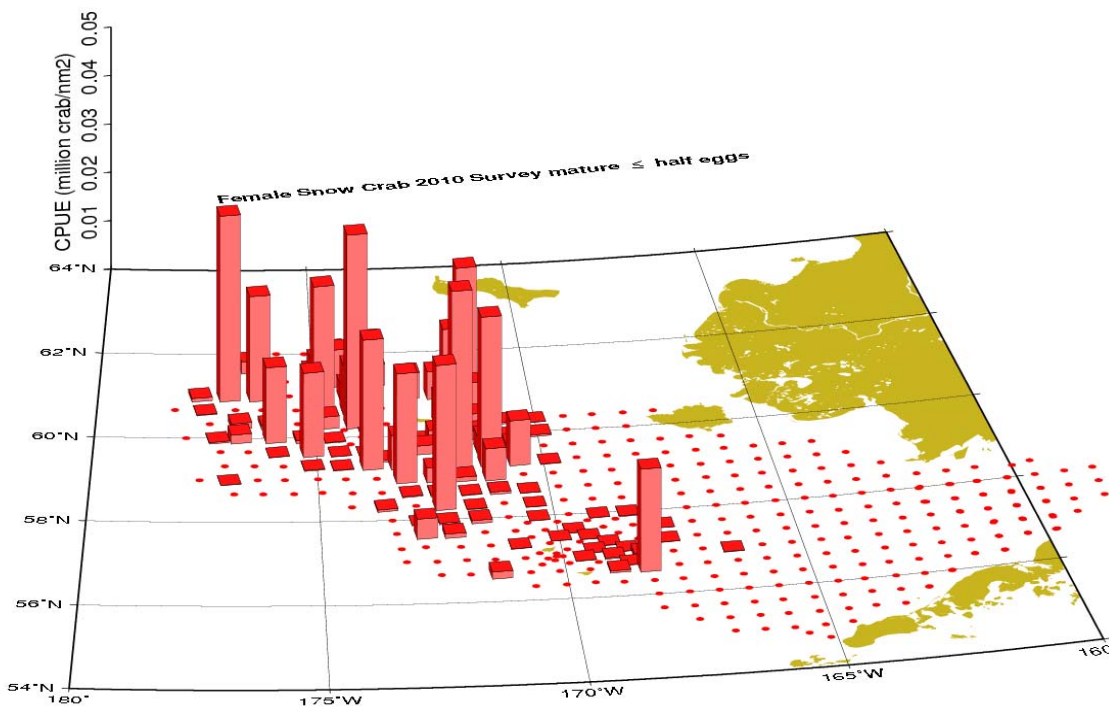 CPUE (million crab/nm2)
0.05
0.04
0.03
0.02
0.01
Female Snow Crab 2010 Survey mature ≤ half eggs
64°N
62°N
60°N
58°N
56°N
54°N
180°
175°W
170°W
165°W
160